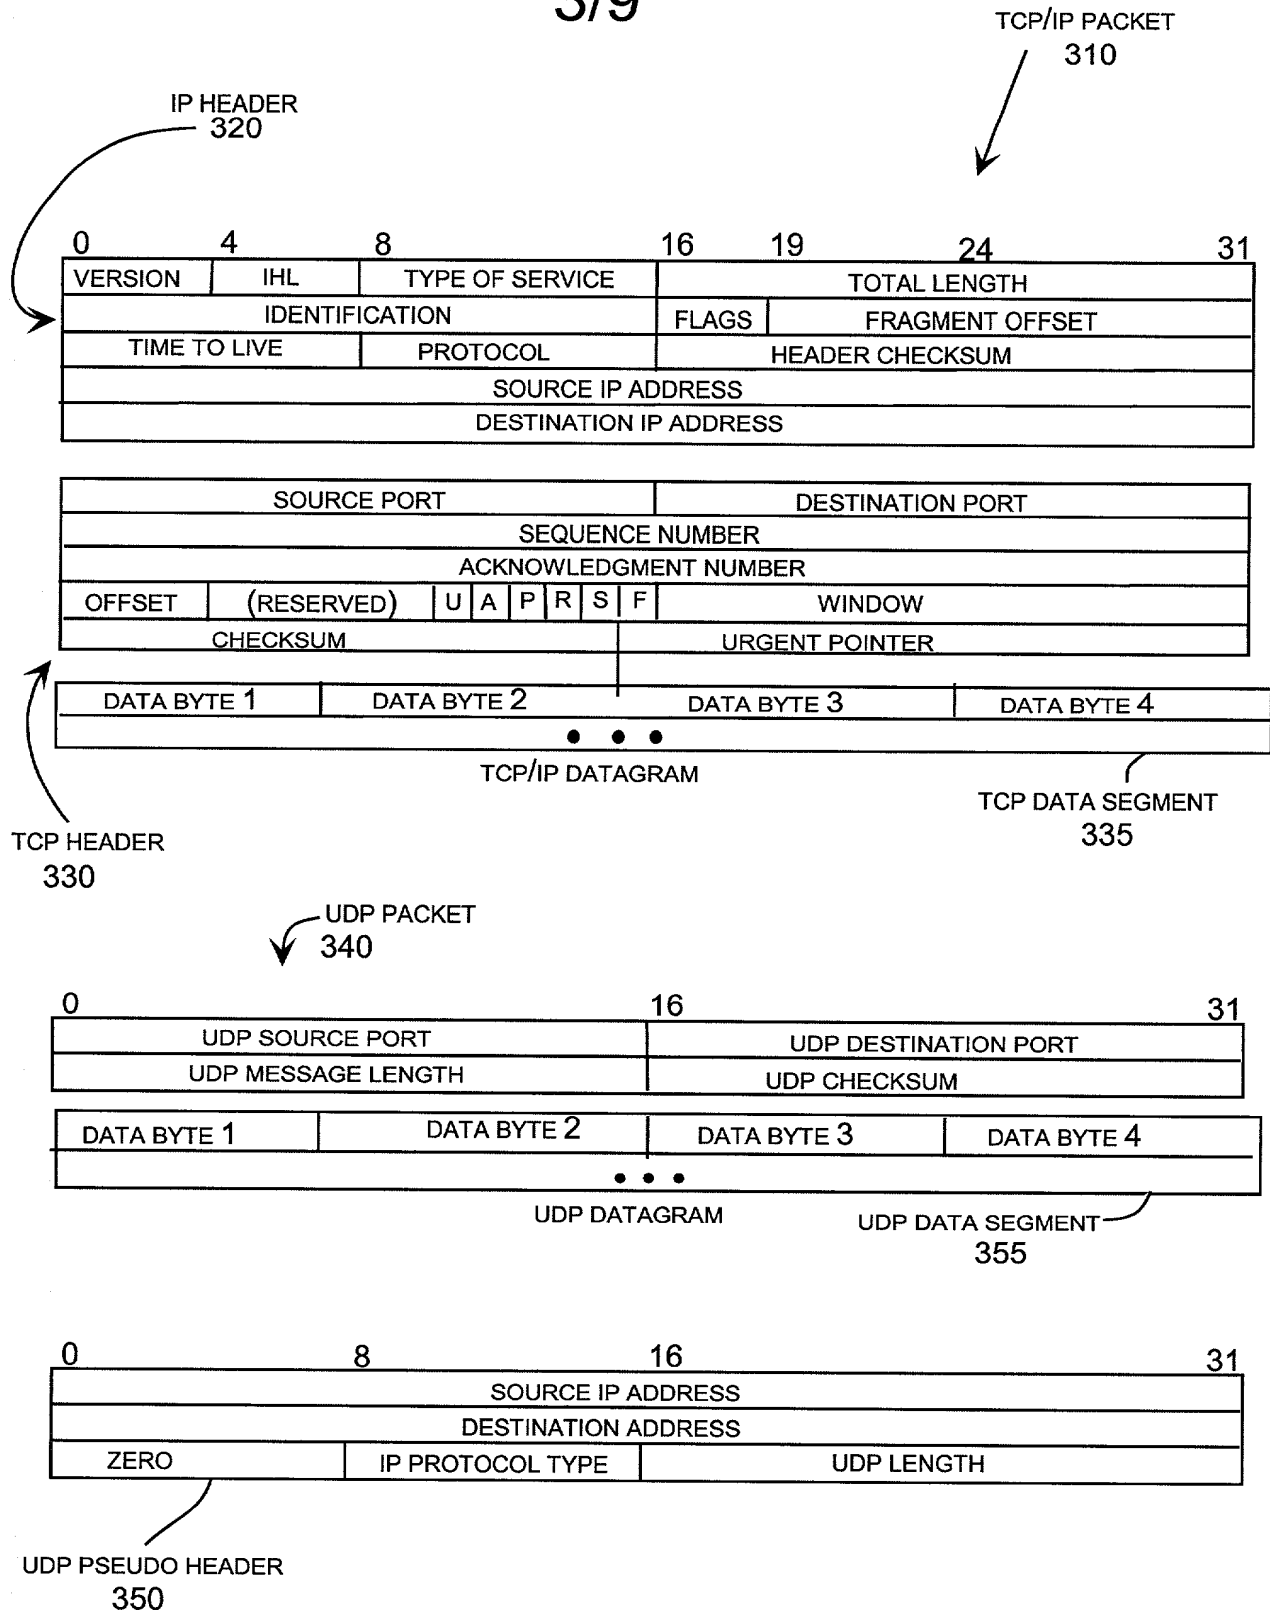 3/9
TCP/IP PACKET
310
IP HEADER
320
0 4 8 16 19 24 31
VERSION IHL TYPE OF SERVICE TOTAL LENGTH
IDENTIFICATION FLAGS FRAGMENT OFFSET
TIME TO LIVE PROTOCOL HEADER CHECKSUM
SOURCE IP ADDRESS
DESTINATION IP ADDRESS
SOURCE PORT DESTINATION PORT
SEQUENCE NUMBER
ACKNOWLEDGMENT NUMBER
OFFSET (RESERVED) U A P R S F WINDOW
CHECKSUM URGENT POINTER
DATA BYTE 1 DATA BYTE 2 DATA BYTE 3 DATA BYTE 4
• • •
TCP/IP DATAGRAM
TCP DATA SEGMENT
335
TCP HEADER
330
UDP PACKET
340
0 16 31
UDP SOURCE PORT UDP DESTINATION PORT
UDP MESSAGE LENGTH UDP CHECKSUM
DATA BYTE 1 DATA BYTE 2 DATA BYTE 3 DATA BYTE 4
• • •
UDP DATAGRAM
UDP DATA SEGMENT
355
0 8 16 31
SOURCE IP ADDRESS
DESTINATION ADDRESS
ZERO IP PROTOCOL TYPE UDP LENGTH
UDP PSEUDO HEADER
350